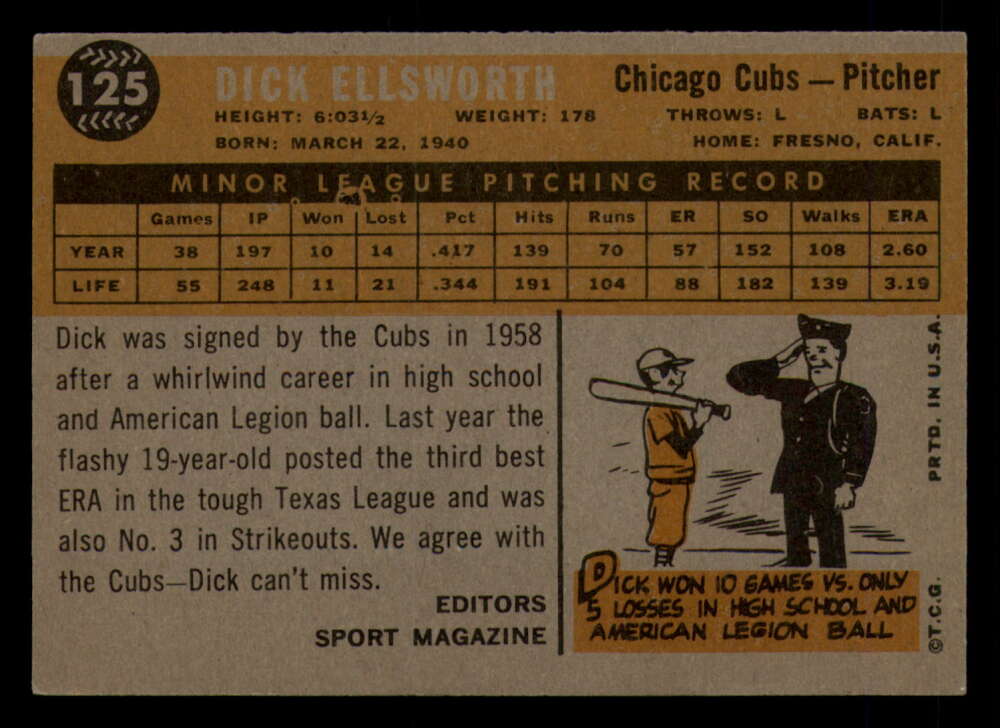 125
DICK ELLSWORTH
Chicago Cubs — Pitcher
HEIGHT: 6:03½ WEIGHT: 178 THROWS: L BATS: L
BORN: MARCH 22, 1940 HOME: FRESNO, CALIF.
MINOR LEAGUE PITCHING RECORD
Games IP Won Lost Pct Hits Runs ER SO Walks ERA
YEAR 38 197 10 14 .417 139 70 57 152 108 2.60
LIFE 55 248 11 21 .344 191 104 88 182 139 3.19
Dick was signed by the Cubs in 1958
after a whirlwind career in high school
and American Legion ball. Last year the
flashy 19-year-old posted the third best
ERA in the tough Texas League and was
also No. 3 in Strikeouts. We agree with
the Cubs—Dick can't miss.
EDITORS
SPORT MAGAZINE
DICK WON 10 GAMES VS. ONLY
5 LOSSES IN HIGH SCHOOL AND
AMERICAN LEGION BALL
©T.C.G. PRTD. IN U.S.A.